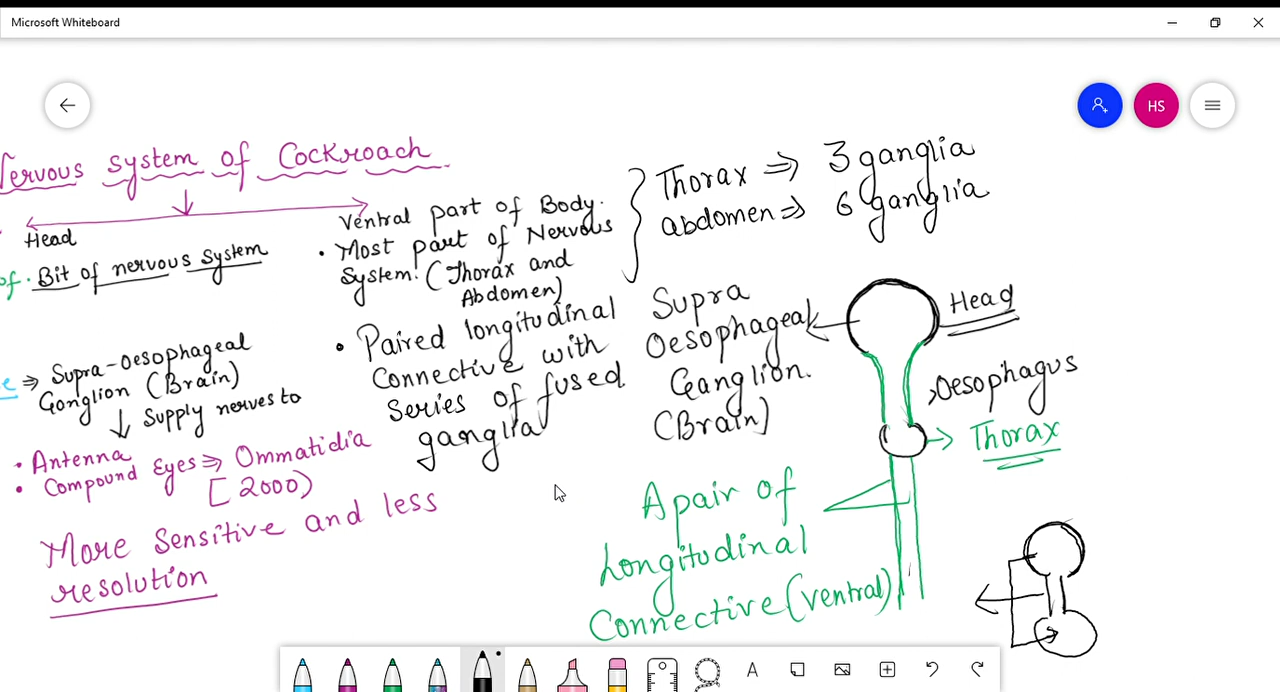 Microsoft Whiteboard
HS
Nervous system of Cockroach
Head
of · Bit of nervous system
e ⇒ Supra-Oesophageal
Ganglion (Brain)
↓ Supply nerves to
• Antenna
• Compound Eyes ⇒ Ommatidia
[2000)
More Sensitive and less
resolution
Ventral part of Body.
• Most part of Nervous
System. (Thorax and
Abdomen)
• Paired longitudinal
Connective with
Series of fused
ganglia
Thorax ⇒ 3 ganglia
abdomen ⇒ 6 ganglia
Supra
Oesophageal
Ganglion.
(Brain)
Head
Oesophagus
→ Thorax
A pair of
Longitudinal
Connective (ventral)
A